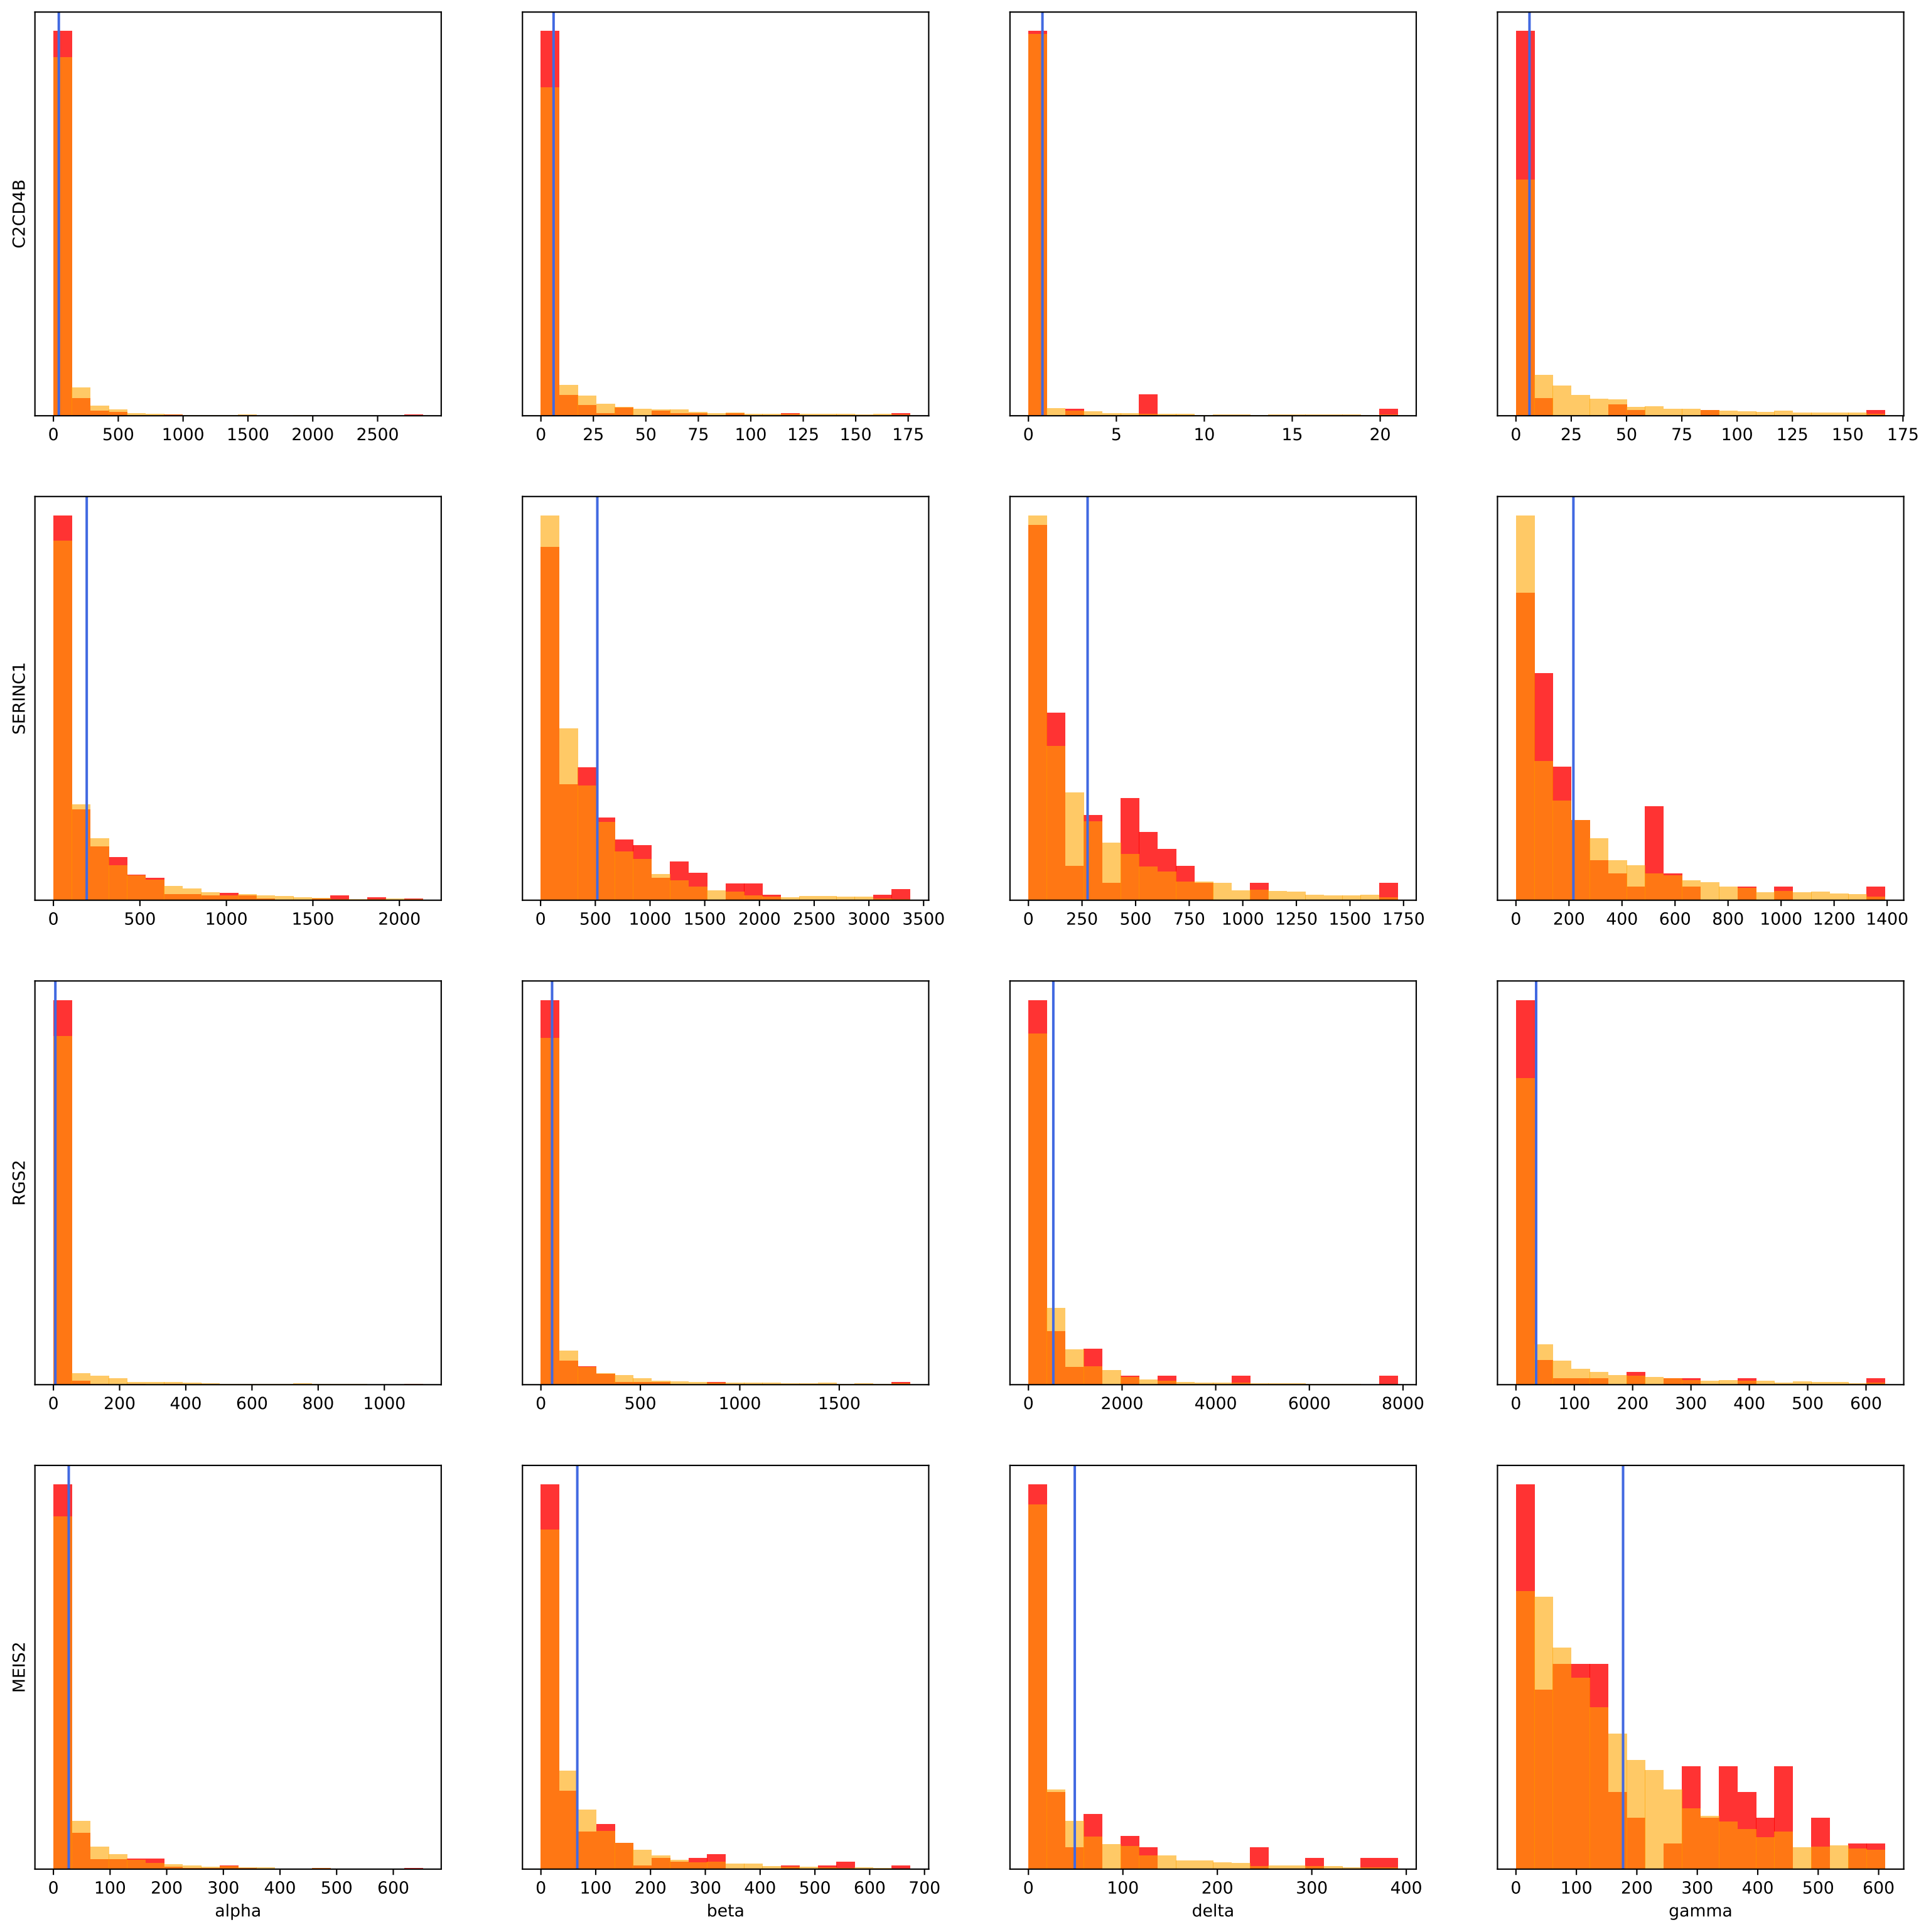 C2CD4B
0 500 1000 1500 2000 2500
0 25 50 75 100 125 150 175
0 5 10 15 20
0 25 50 75 100 125 150 175
SERINC1
0 500 1000 1500 2000
0 500 1000 1500 2000 2500 3000 3500
0 250 500 750 1000 1250 1500 1750
0 200 400 600 800 1000 1200 1400
RGS2
0 200 400 600 800 1000
0 500 1000 1500
0 2000 4000 6000 8000
0 100 200 300 400 500 600
MEIS2
0 100 200 300 400 500 600
0 100 200 300 400 500 600 700
0 100 200 300 400
0 100 200 300 400 500 600
alpha
beta
delta
gamma